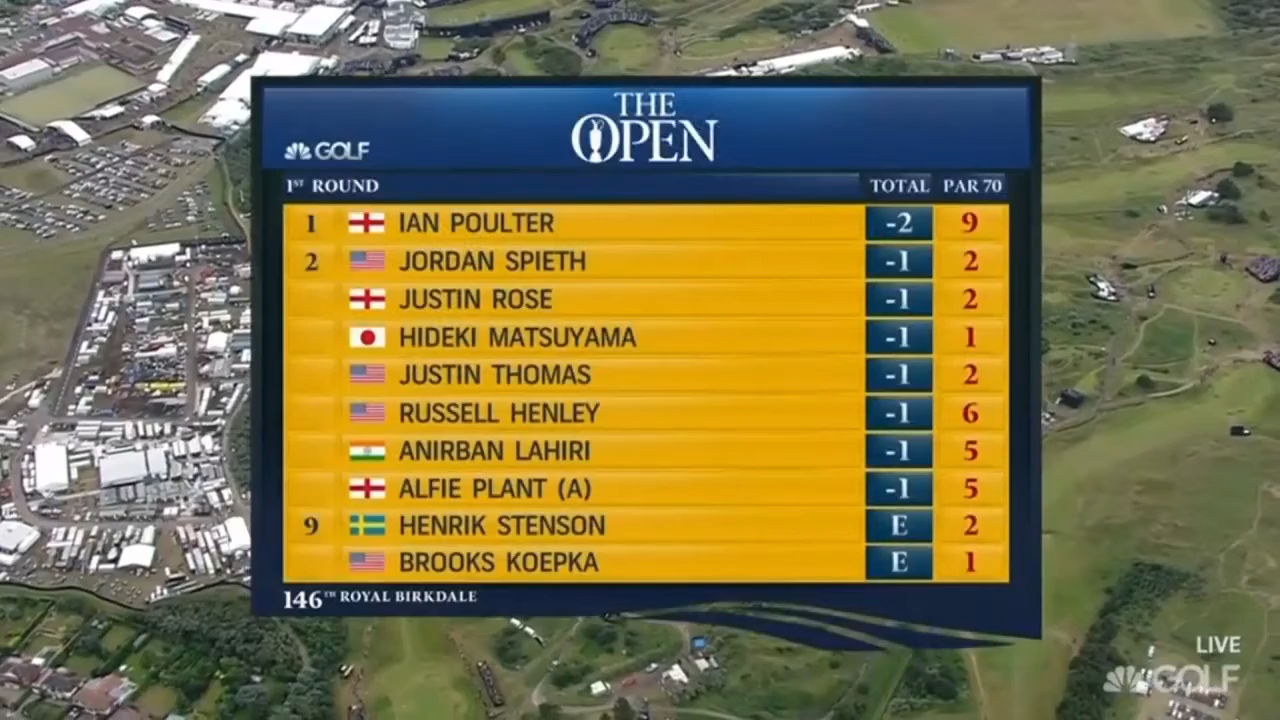 THE
OPEN
GOLF
1ST ROUND TOTAL PAR 70
1 IAN POULTER -2 9
2 JORDAN SPIETH -1 2
JUSTIN ROSE -1 2
HIDEKI MATSUYAMA -1 1
JUSTIN THOMAS -1 2
RUSSELL HENLEY -1 6
ANIRBAN LAHIRI -1 5
ALFIE PLANT (A) -1 5
9 HENRIK STENSON E 2
BROOKS KOEPKA E 1
146TH ROYAL BIRKDALE
LIVE
GOLF